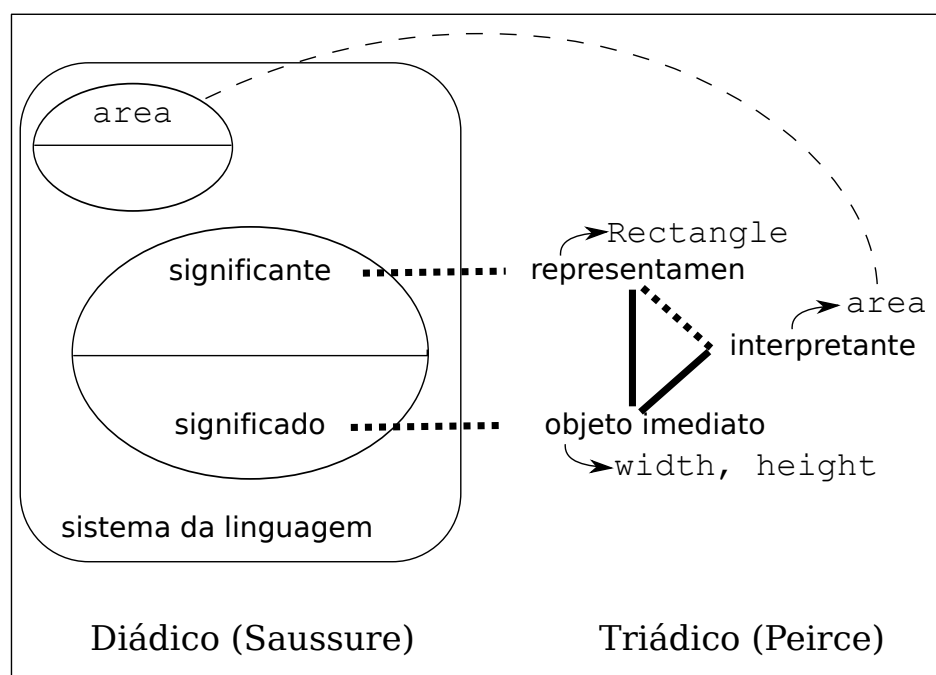 area
Rectangle
significante
representamen
area
interpretante
significado
objeto imediato
width, height
sistema da linguagem
Diádico (Saussure)
Triádico (Peirce)